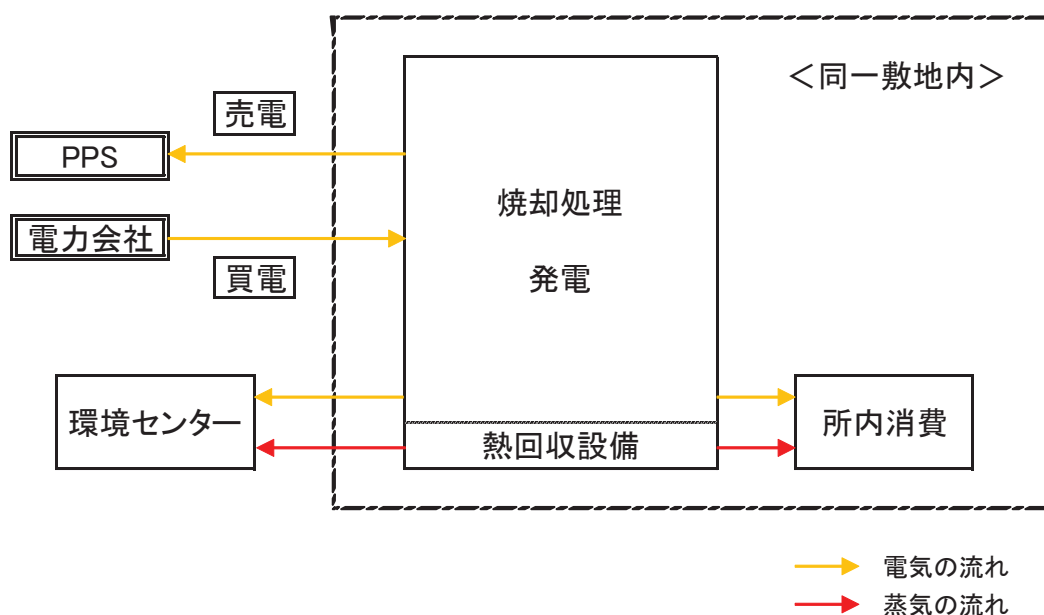 ＜同一敷地内＞
売電
PPS
焼却処理
電力会社
発電
買電
環境センター
熱回収設備
所内消費
電気の流れ
蒸気の流れ